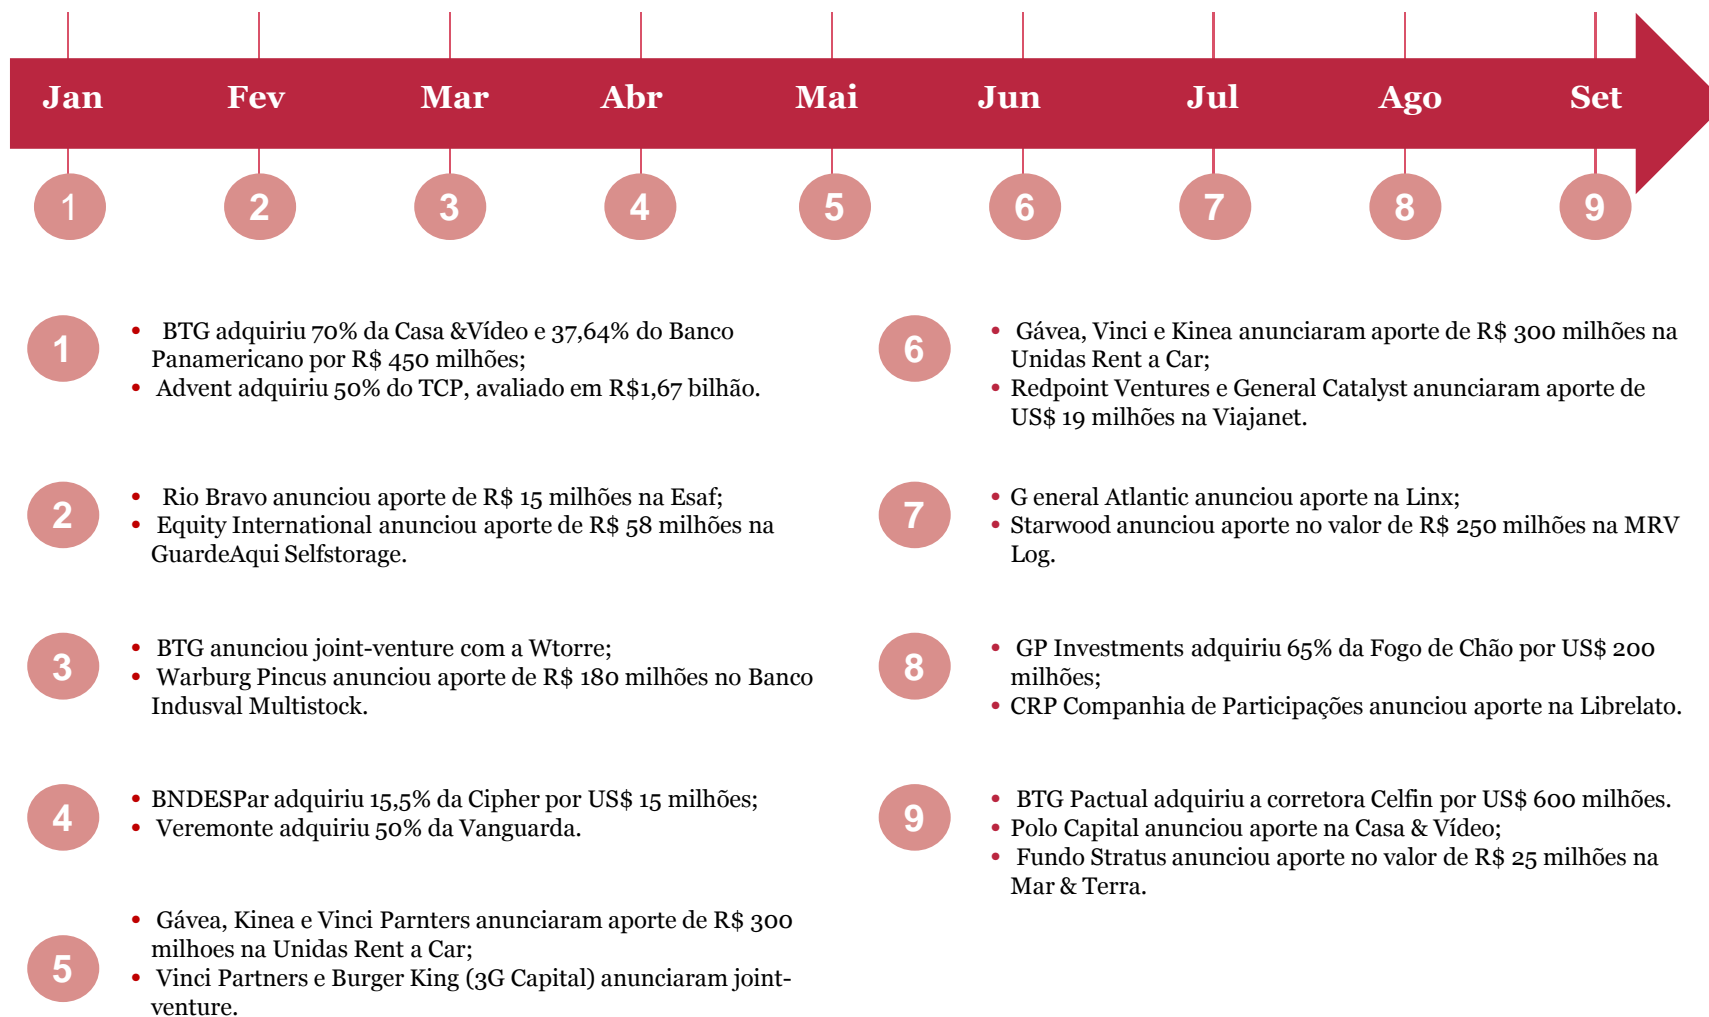 Jan Fev Mar Abr Mai Jun Jul Ago Set
1 2 3 4 5 6 7 8 9
1
• BTG adquiriu 70% da Casa &Vídeo e 37,64% do Banco
Panamericano por R$ 450 milhões;
• Advent adquiriu 50% do TCP, avaliado em R$1,67 bilhão.
2
• Rio Bravo anunciou aporte de R$ 15 milhões na Esaf;
• Equity International anunciou aporte de R$ 58 milhões na
GuardeAqui Selfstorage.
3
• BTG anunciou joint-venture com a Wtorre;
• Warburg Pincus anunciou aporte de R$ 180 milhões no Banco
Indusval Multistock.
4
• BNDESPar adquiriu 15,5% da Cipher por US$ 15 milhões;
• Veremonte adquiriu 50% da Vanguarda.
5
• Gávea, Kinea e Vinci Parnters anunciaram aporte de R$ 300
milhoes na Unidas Rent a Car;
• Vinci Partners e Burger King (3G Capital) anunciaram joint-
venture.
6
• Gávea, Vinci e Kinea anunciaram aporte de R$ 300 milhões na
Unidas Rent a Car;
• Redpoint Ventures e General Catalyst anunciaram aporte de
US$ 19 milhões na Viajanet.
7
• G eneral Atlantic anunciou aporte na Linx;
• Starwood anunciou aporte no valor de R$ 250 milhões na MRV
Log.
8
• GP Investments adquiriu 65% da Fogo de Chão por US$ 200
milhões;
• CRP Companhia de Participações anunciou aporte na Librelato.
9
• BTG Pactual adquiriu a corretora Celfin por US$ 600 milhões.
• Polo Capital anunciou aporte na Casa & Vídeo;
• Fundo Stratus anunciou aporte no valor de R$ 25 milhões na
Mar & Terra.